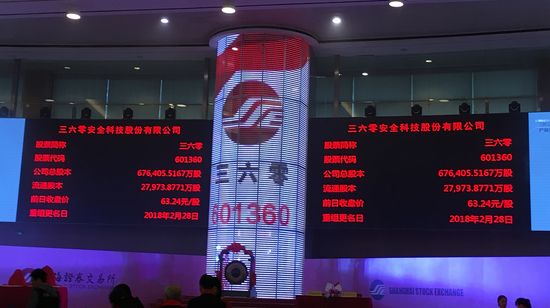 三六零安全科技股份有限公司
股票简称 三六零
股票代码 601360
公司总股本 676,405.5167万股
流通股本 27,973.8771万股
前日收盘价 63.24元/股
重组更名日 2018年2月28日
三六零
601360
三六零安全科技股份有限公司
股票简称 三六零
股票代码 601360
公司总股本 676,405.5167万股
流通股本 27,973.8771万股
前日收盘价 63.24元/股
重组更名日 2018年2月28日
海證券交易所
SHANGHAI STOCK EXCHANGE